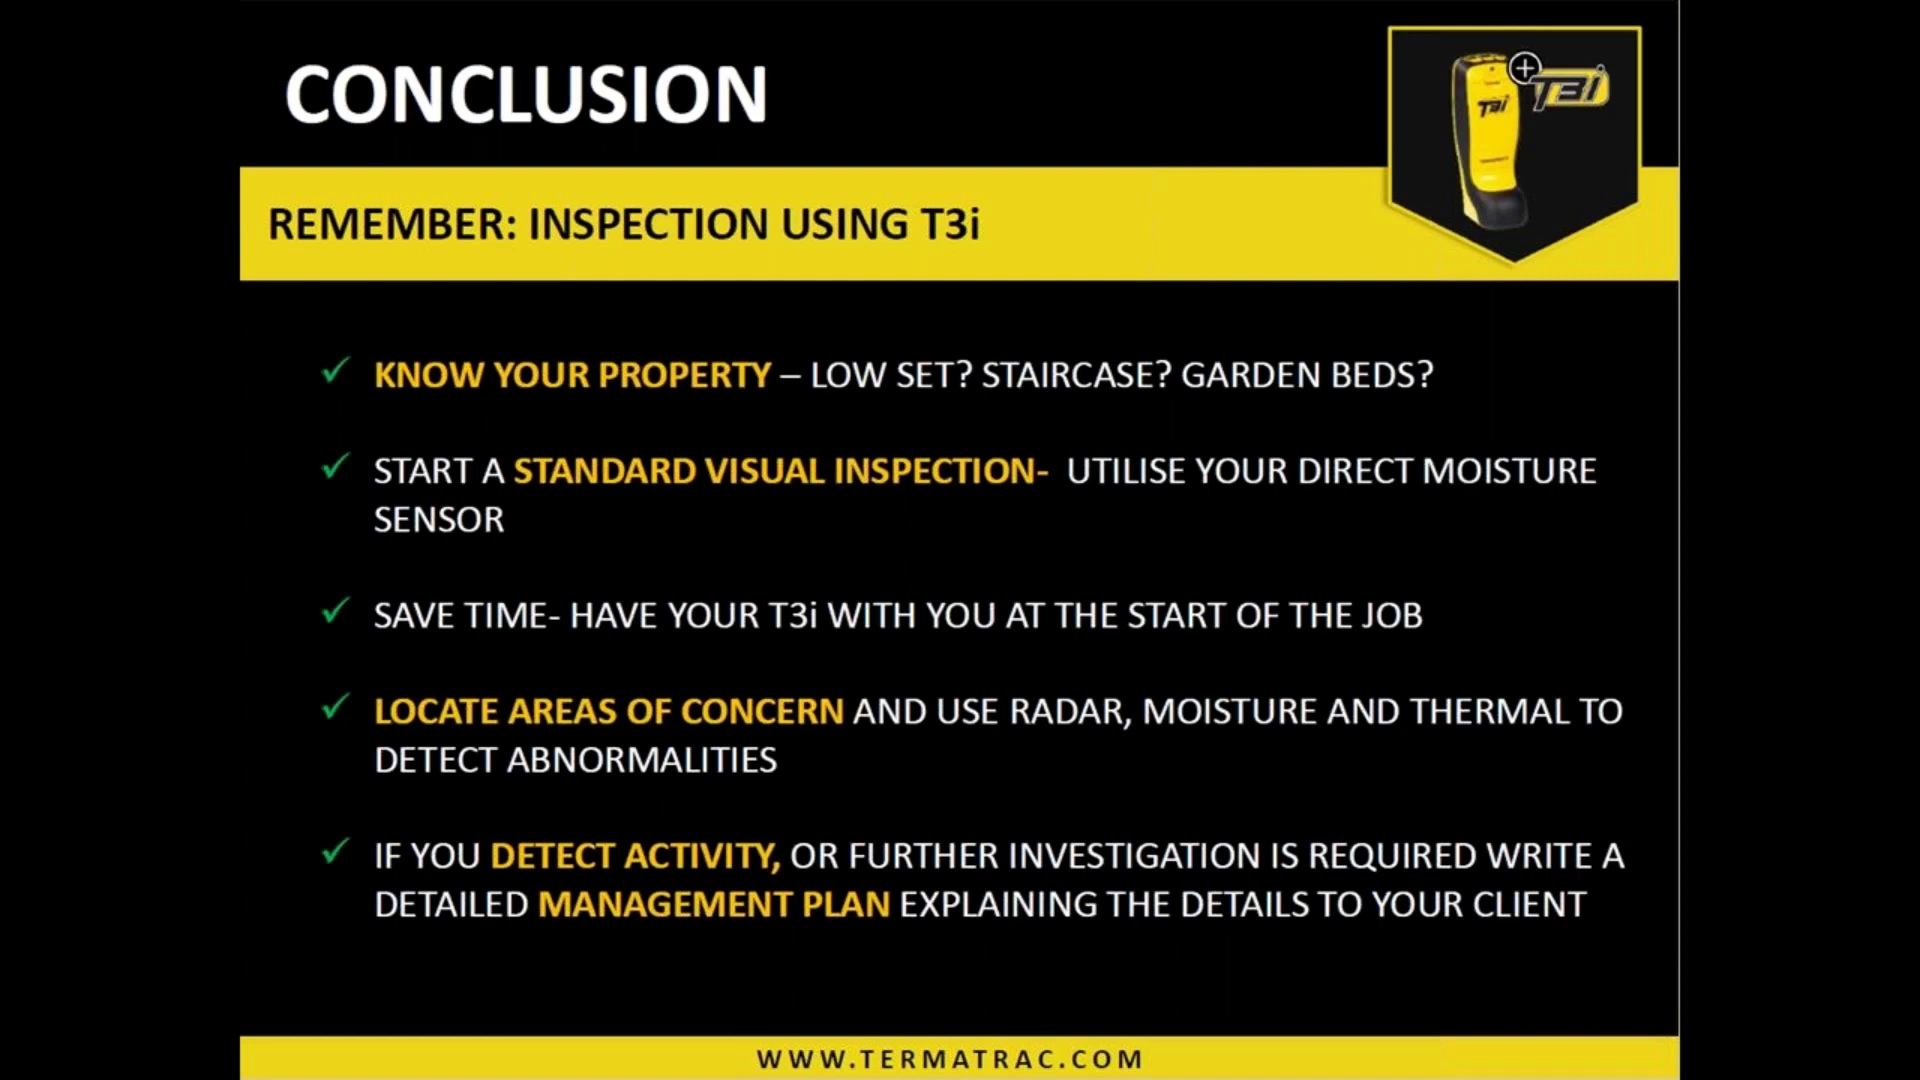 CONCLUSION
T3i
T3i
REMEMBER: INSPECTION USING T3i
KNOW YOUR PROPERTY – LOW SET? STAIRCASE? GARDEN BEDS?
START A STANDARD VISUAL INSPECTION- UTILISE YOUR DIRECT MOISTURE
SENSOR
SAVE TIME- HAVE YOUR T3i WITH YOU AT THE START OF THE JOB
LOCATE AREAS OF CONCERN AND USE RADAR, MOISTURE AND THERMAL TO
DETECT ABNORMALITIES
IF YOU DETECT ACTIVITY, OR FURTHER INVESTIGATION IS REQUIRED WRITE A
DETAILED MANAGEMENT PLAN EXPLAINING THE DETAILS TO YOUR CLIENT
WWW.TERMATRAC.COM